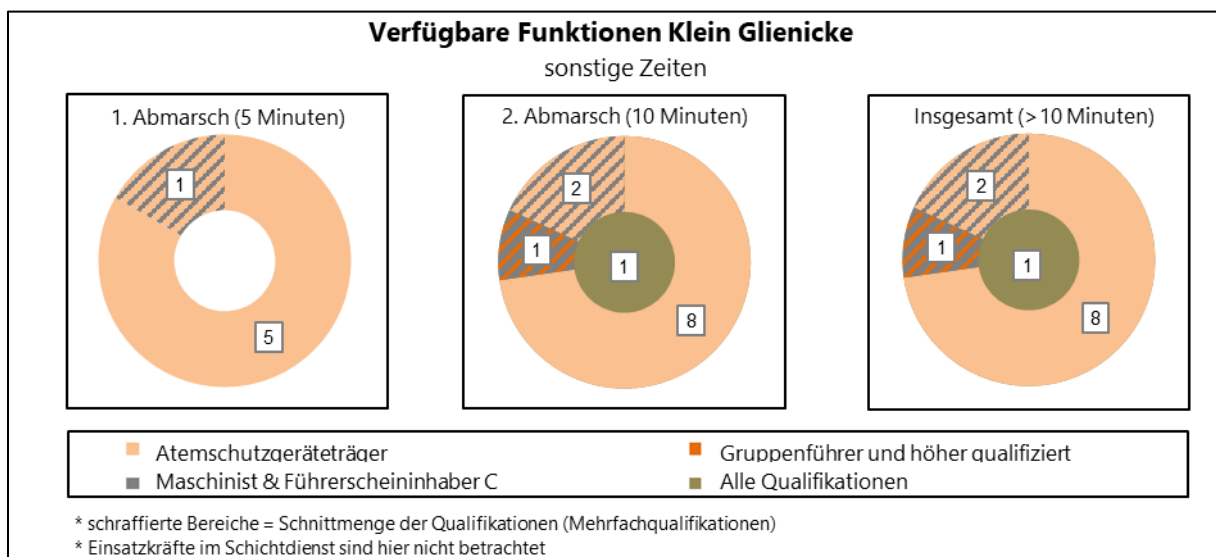 Verfügbare Funktionen Klein Glienicke
sonstige Zeiten
1. Abmarsch (5 Minuten)
1
5
2. Abmarsch (10 Minuten)
2
1
1
8
Insgesamt (> 10 Minuten)
2
1
1
8
Atemschutzgeräteträger
Gruppenführer und höher qualifiziert
Maschinist & Führerscheininhaber C
Alle Qualifikationen
* schraffierte Bereiche = Schnittmenge der Qualifikationen (Mehrfachqualifikationen)
* Einsatzkräfte im Schichtdienst sind hier nicht betrachtet